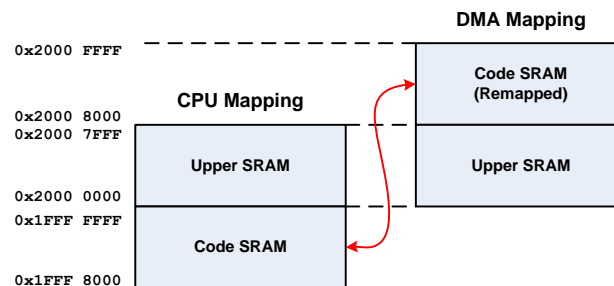 DMA Mapping
0x2000 FFFF
Code SRAM
(Remapped)
CPU Mapping
0x2000 8000
0x2000 7FFF
Upper SRAM
Upper SRAM
0x2000 0000
0x1FFF FFFF
Code SRAM
0x1FFF 8000